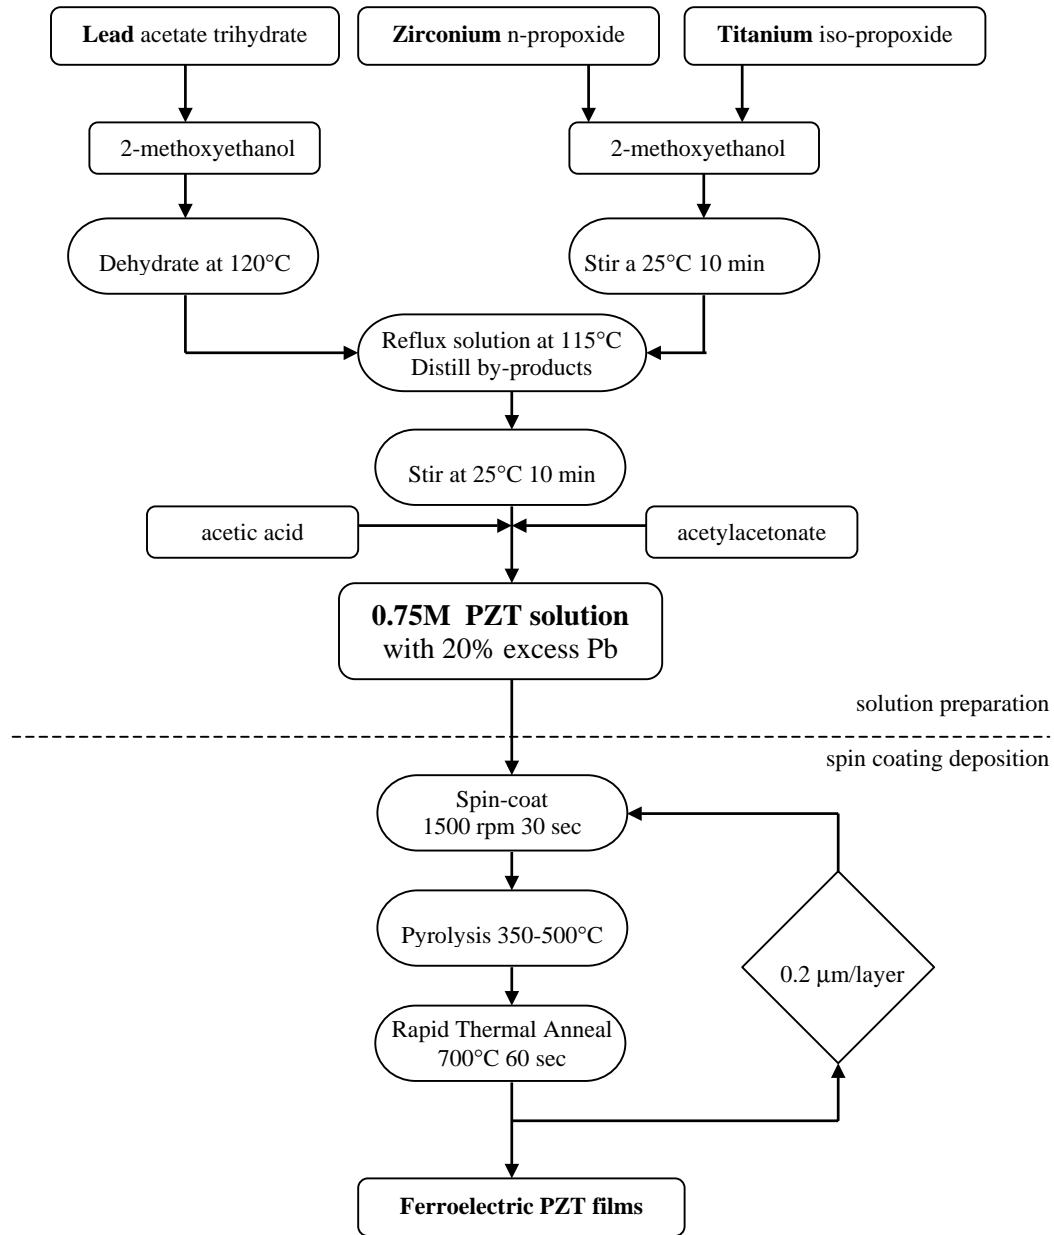 Lead acetate trihydrate
Zirconium n-propoxide
Titanium iso-propoxide
2-methoxyethanol
2-methoxyethanol
Dehydrate at 120°C
Stir a 25°C 10 min
Reflux solution at 115°C
Distill by-products
Stir at 25°C 10 min
acetic acid
acetylacetonate
0.75M PZT solution
with 20% excess Pb
solution preparation
spin coating deposition
Spin-coat
1500 rpm 30 sec
Pyrolysis 350-500°C
0.2 µm/layer
Rapid Thermal Anneal
700°C 60 sec
Ferroelectric PZT films